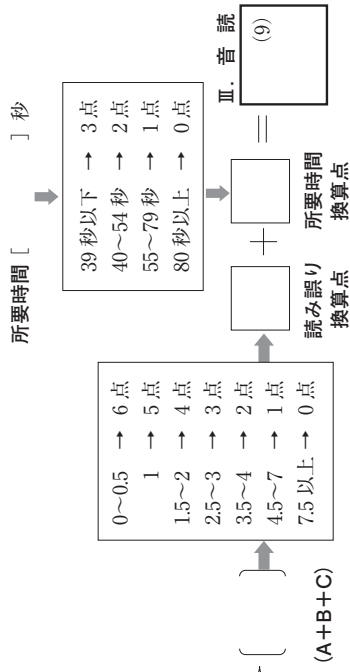 所要時間 [ ] 秒
39 秒以下 → 3 点
40~54 秒 → 2 点
55~79 秒 → 1 点
80 秒以上 → 0 点
0~0.5 → 6 点
1 → 5 点
1.5~2 → 4 点
2.5~3 → 3 点
3.5~4 → 2 点
4.5~7 → 1 点
7.5 以上 → 0 点
(A+B+C)
読み誤り
換算点
+
所要時間
換算点
=
Ⅲ. 音 読
(9)